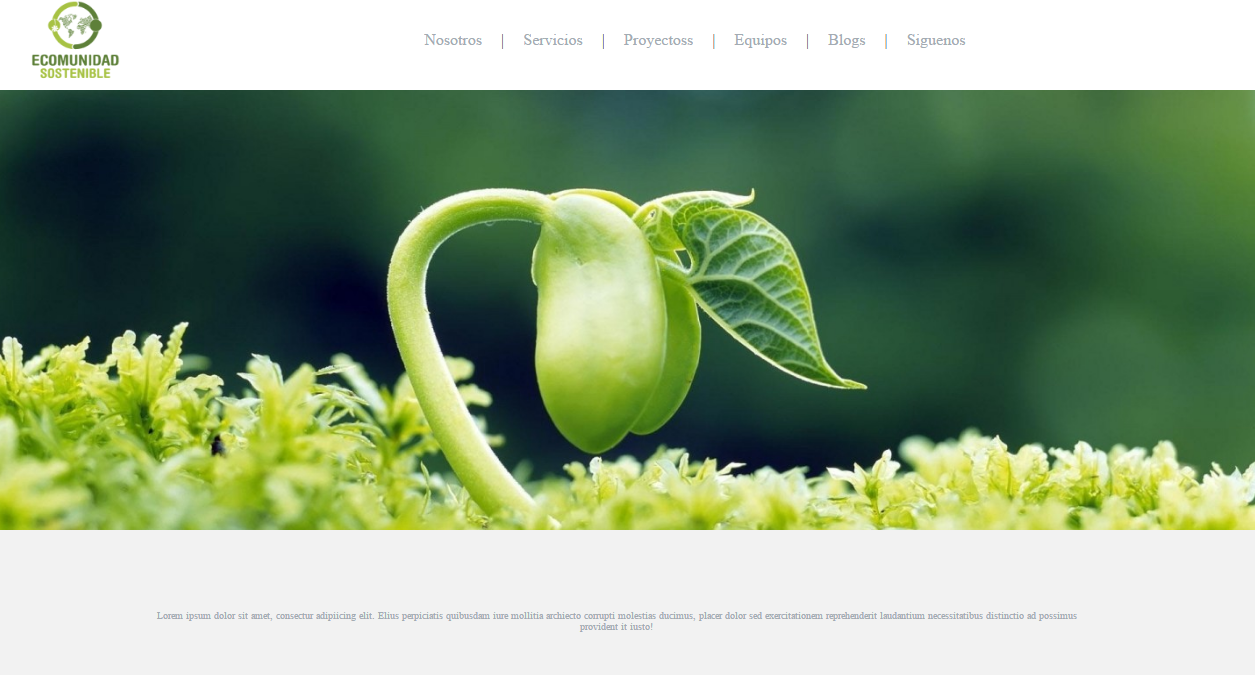 ECOMUNIDAD
SOSTENIBLE
Nosotros | Servicios | Proyectoss | Equipos | Blogs | Siguenos
Lorem ipsum dolor sit amet, consectur adipiicing elit. Elius perpiciatis quibusdam iure mollitia archiecto corrupti molestias ducimus, placer dolor sed exercitationem reprehenderit laudantium necessitatibus distinctio ad possimus
provident it iusto!